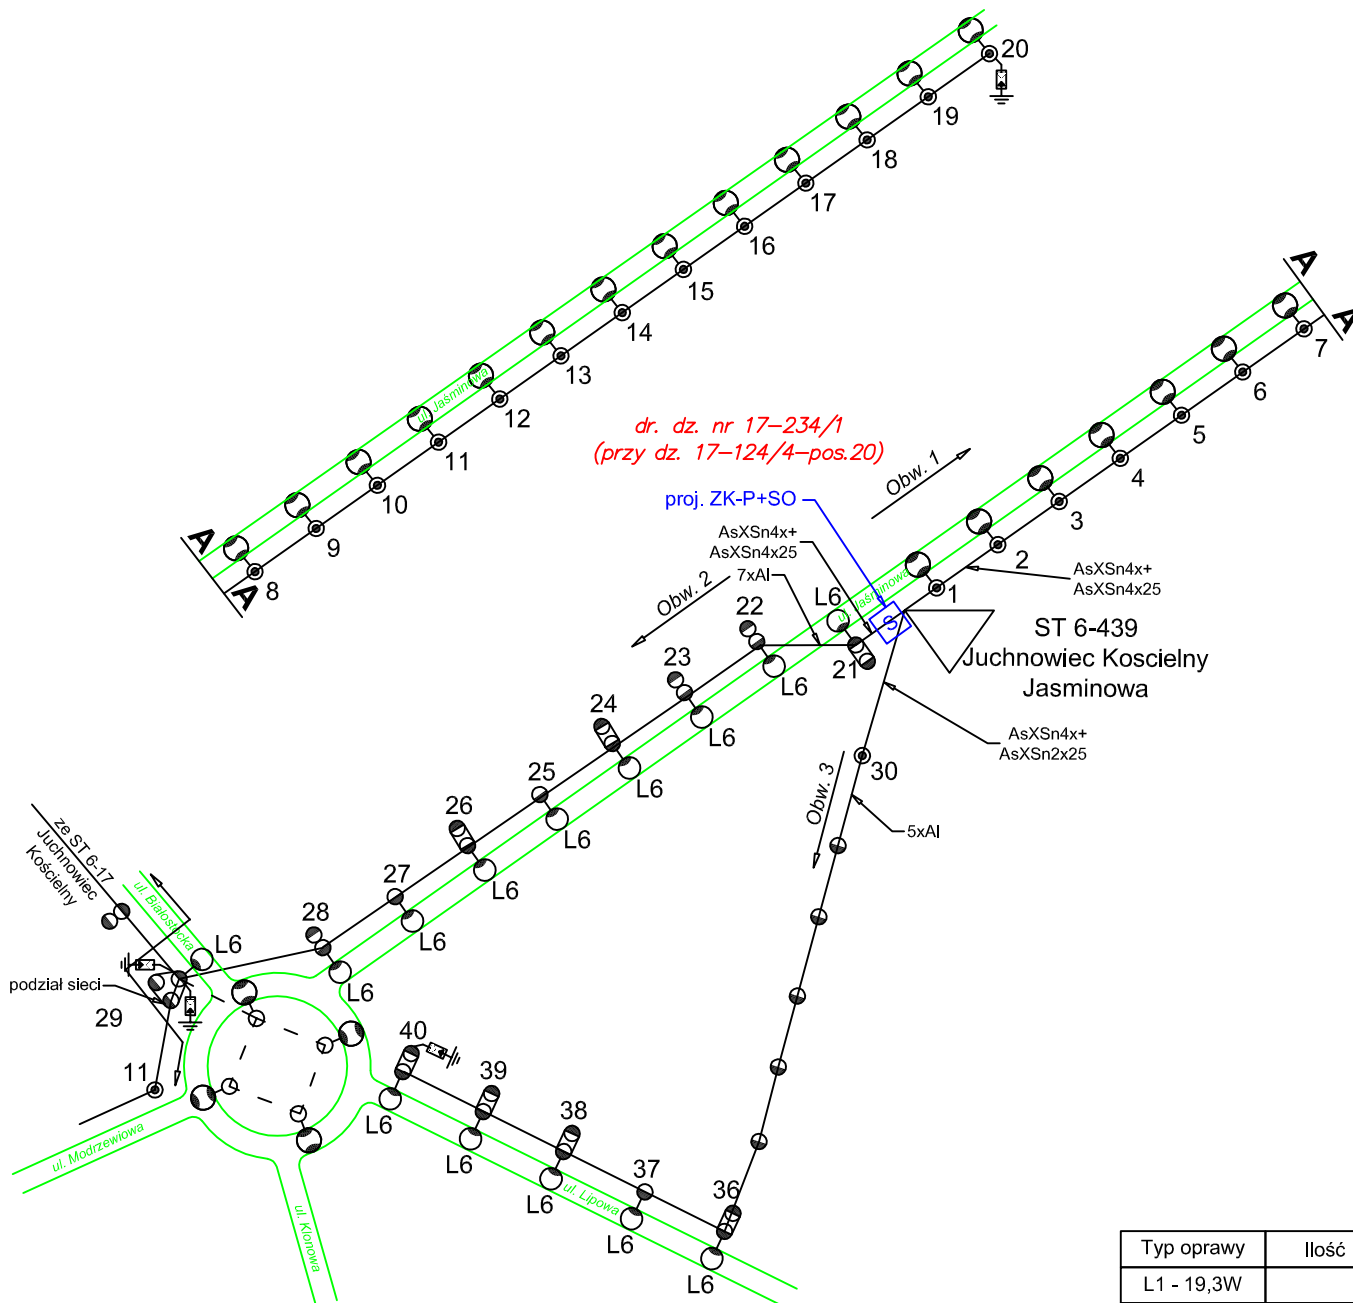 20
19
18
17
16
15
14
13
12
11
10
9
8
ul. Jaśminowa
A
A
A
A
7
6
5
4
3
2
1
dr. dz. nr 17-234/1
(przy dz. 17-124/4-pos.20)
Obw. 1
proj. ZK-P+SO
AsXSn4x+
AsXSn4x25
7xAl
Obw. 2
AsXSn4x+
AsXSn4x25
ul. Jaśminowa
S
ST 6-439
Juchnowiec Koscielny
Jasminowa
L6
21
22
L6
23
L6
24
L6
25
L6
26
L6
27
L6
28
L6
AsXSn4x+
AsXSn2x25
30
Obw. 3
5xAl
ze ST 6-17
Juchnowiec
Kościelny
ul. Białostocka
L6
podział sieci
29
11
ul. Modrzewiowa
ul. Klonowa
40
L6
39
L6
38
L6
37
L6
36
L6
ul. Lipowa
Typ oprawy
Ilość
L1 - 19,3W